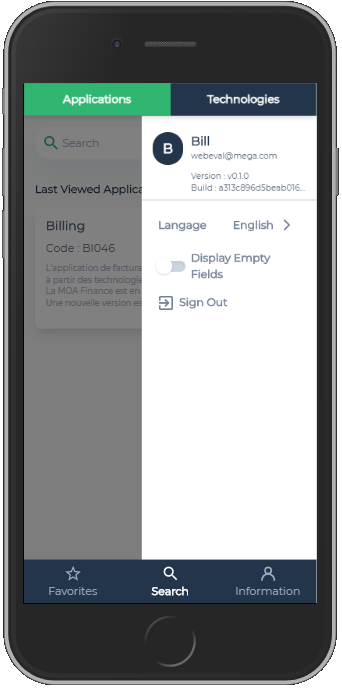 Applications
Technologies
B
Bill
webeval@mega.com
Version : v0.1.0
Build : a313c896d5beab016...
Search
Last Viewed Applica
Billing
Code : BI046
L'application de facture
à partir des technologie
La MOA Finance est en
Une nouvelle version es
Langage
English
Display Empty
Fields
Sign Out
Favorites
Search
Information